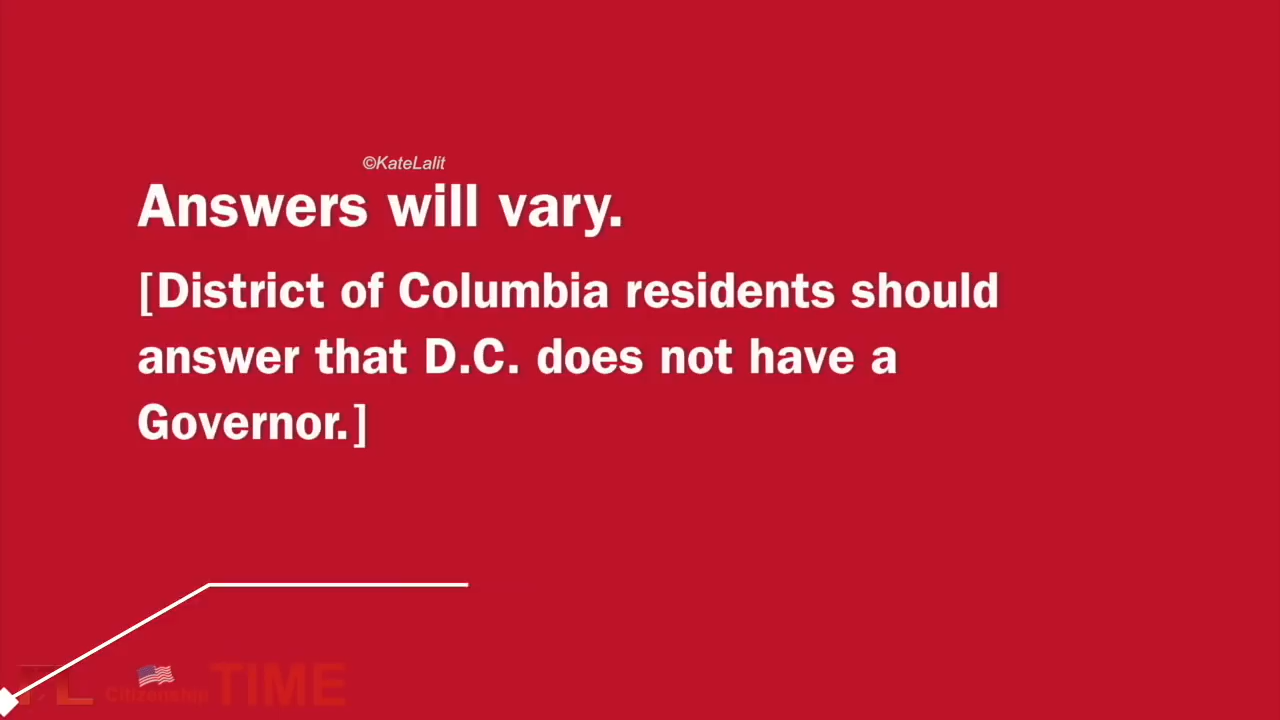 ©KateLalit
Answers will vary.
[District of Columbia residents should
answer that D.C. does not have a
Governor.]
Citizenship TIME